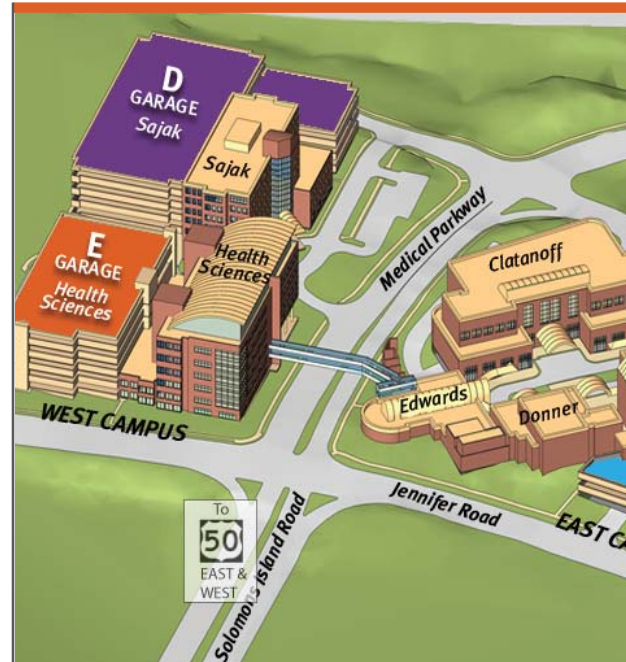 D
GARAGE
Sajak
Sajak
E
GARAGE
Health
Sciences
Health
Sciences
Medical Parkway
Clatanoff
Edwards
Donner
WEST CAMPUS
Jennifer Road
EAST CA
To
50
EAST &
WEST
Solomons Island Road